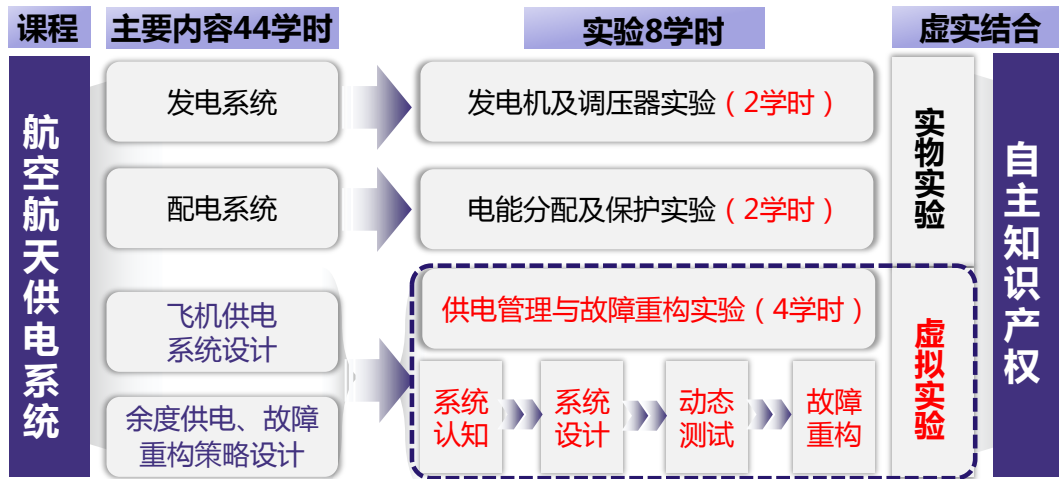 课程
主要内容44学时
实验8学时
虚实结合
航空航天供电系统
发电系统
发电机及调压器实验（2学时）
实物实验
自主知识产权
配电系统
电能分配及保护实验（2学时）
飞机供电
系统设计
供电管理与故障重构实验（4学时）
虚拟实验
余度供电、故障
重构策略设计
系统
认知
系统
设计
动态
测试
故障
重构